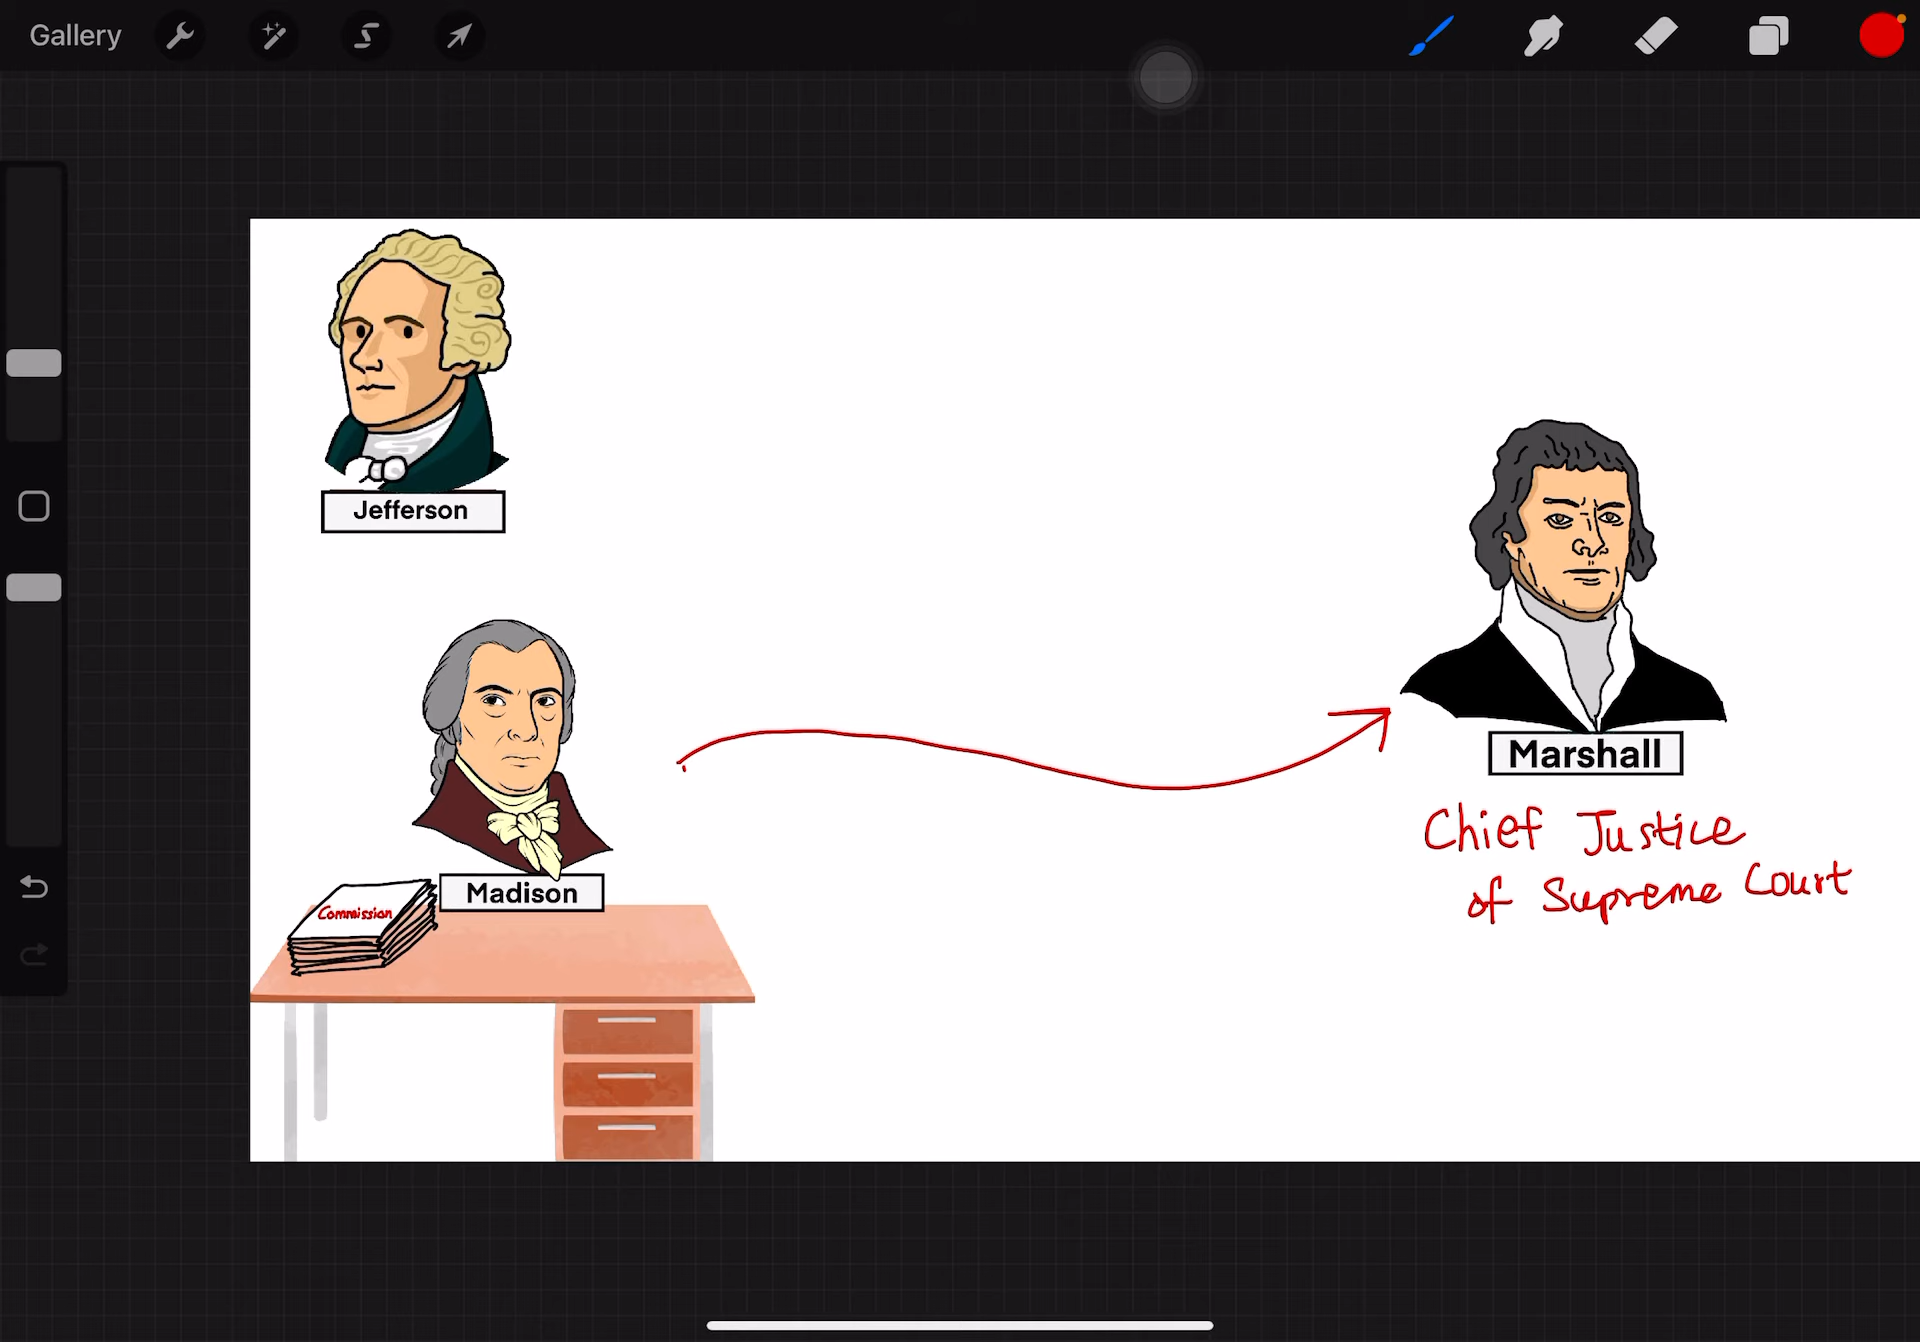 Gallery
Jefferson
Marshall
Chief Justice
of Supreme Court
Madison
Commission